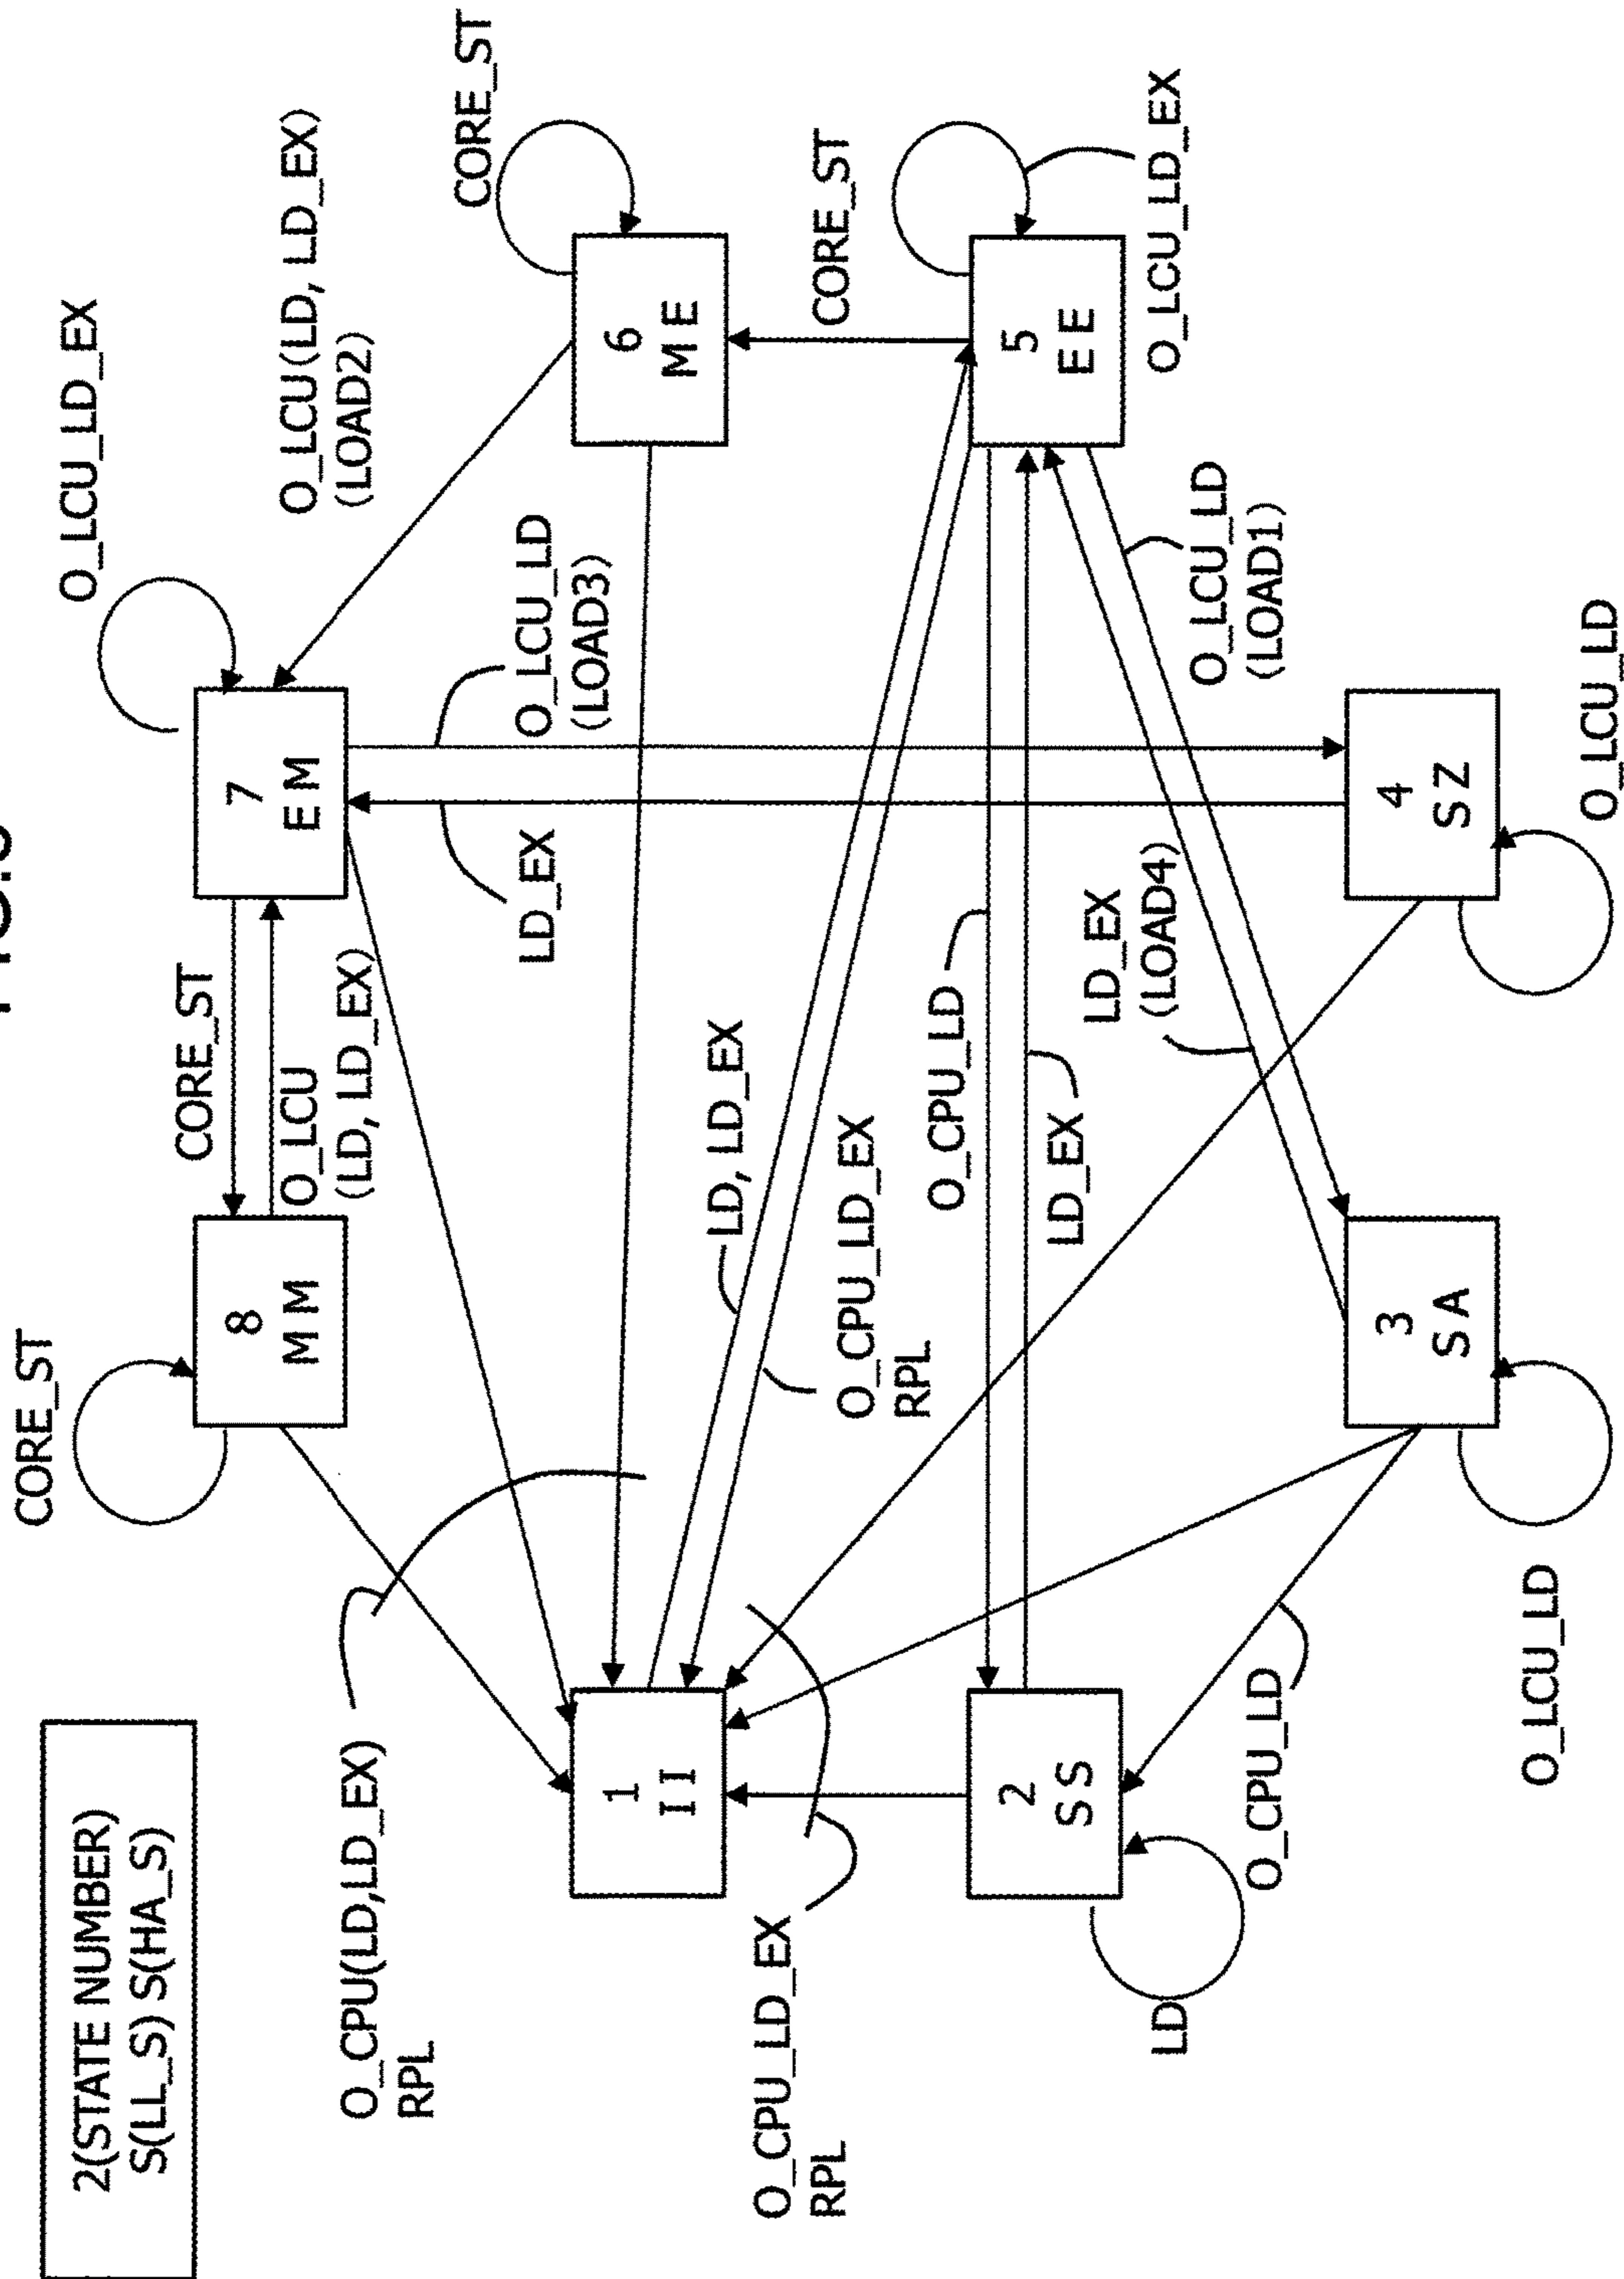 2(STATE NUMBER)
S(LL_S) S(HA_S)
CORE_ST
O_LCU_LD_EX
8
M M
CORE_ST
O_LCU
(LD, LD_EX)
7
E M
O_LCU(LD, LD_EX)
(LOAD2)
O_CPU(LD,LD_EX)
RPL
LD_EX
O_LCU_LD
(LOAD3)
CORE_ST
1
I I
6
M E
O_CPU_LD_EX
RPL
LD, LD_EX
O_CPU_LD_EX
RPL
CORE_ST
O_CPU_LD
LD_EX
2
S S
5
E E
LD
LD_EX
(LOAD4)
O_LCU_LD
(LOAD1)
O_LCU_LD_EX
O_CPU_LD
3
S A
4
S Z
O_LCU_LD
O_LCU_LD